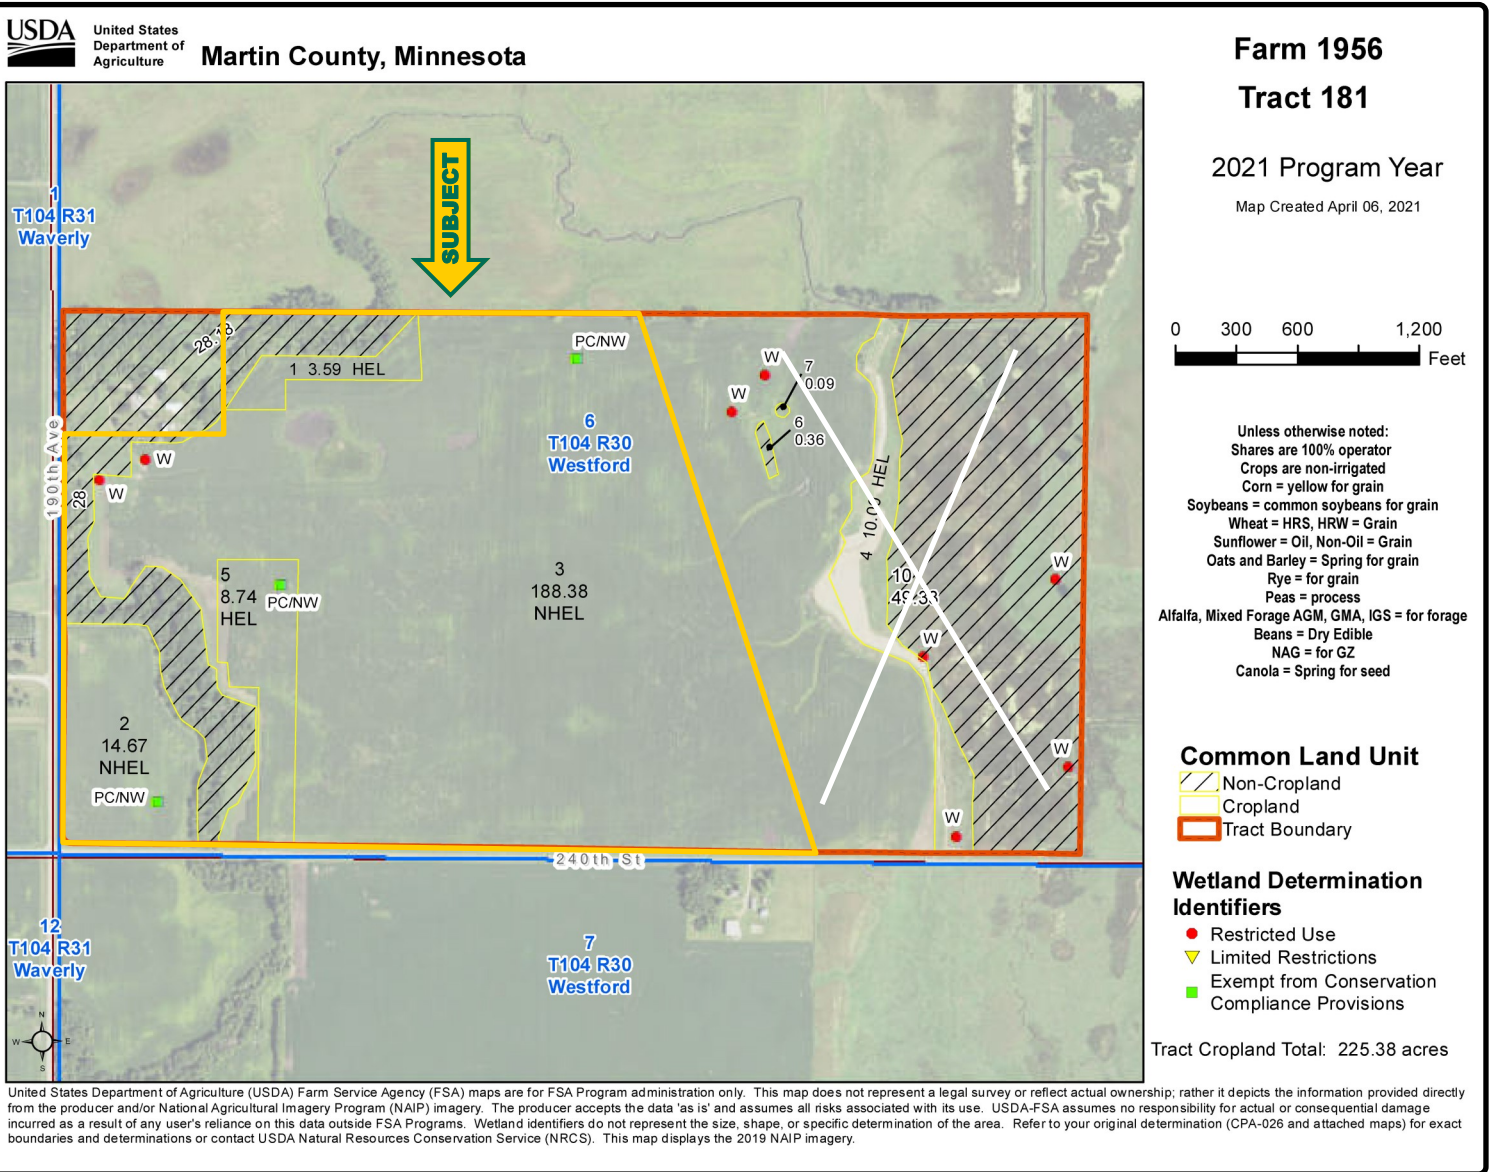 USDA
United States
Department of
Agriculture
Martin County, Minnesota
Farm 1956
Tract 181
2021 Program Year
Map Created April 06, 2021
0 300 600 1,200
Feet
Unless otherwise noted:
Shares are 100% operator
Crops are non-irrigated
Corn = yellow for grain
Soybeans = common soybeans for grain
Wheat = HRS, HRW = Grain
Sunflower = Oil, Non-Oil = Grain
Oats and Barley = Spring for grain
Rye = for grain
Peas = process
Alfalfa, Mixed Forage AGM, GMA, IGS = for forage
Beans = Dry Edible
NAG = for GZ
Canola = Spring for seed
Common Land Unit
Non-Cropland
Cropland
Tract Boundary
Wetland Determination
Identifiers
Restricted Use
Limited Restrictions
Exempt from Conservation
Compliance Provisions
Tract Cropland Total: 225.38 acres
SUBJECT
1
T104 R31
Waverly
1 3.59 HEL
PC/NW
W
7
0.09
W
6
0.36
6
T104 R30
Westford
190th Ave
W
W
28
4 HEL
5
8.74
HEL
PC/NW
3
188.38
NHEL
10
W
W
2
14.67
NHEL
PC/NW
W
W
240th St
12
T104 R31
Waverly
7
T104 R30
Westford
N
W E
S
United States Department of Agriculture (USDA) Farm Service Agency (FSA) maps are for FSA Program administration only. This map does not represent a legal survey or reflect actual ownership; rather it depicts the information provided directly
from the producer and/or National Agricultural Imagery Program (NAIP) imagery. The producer accepts the data 'as is' and assumes all risks associated with its use. USDA-FSA assumes no responsibility for actual or consequential damage
incurred as a result of any user's reliance on this data outside FSA Programs. Wetland identifiers do not represent the size, shape, or specific determination of the area. Refer to your original determination (CPA-026 and attached maps) for exact
boundaries and determinations or contact USDA Natural Resources Conservation Service (NRCS). This map displays the 2019 NAIP imagery.